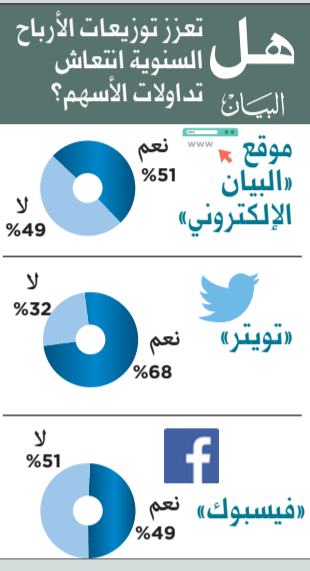 هل
تعزز توزيعات الأرباح
السنوية انتعاش
تداولات الأسهم؟
البيان
www
موقع
«البيان
الإلكتروني»
نعم
%51
لا
%49
لا
%32
«تويتر»
نعم
%68
لا
%51
«فيسبوك»
نعم
%49
f